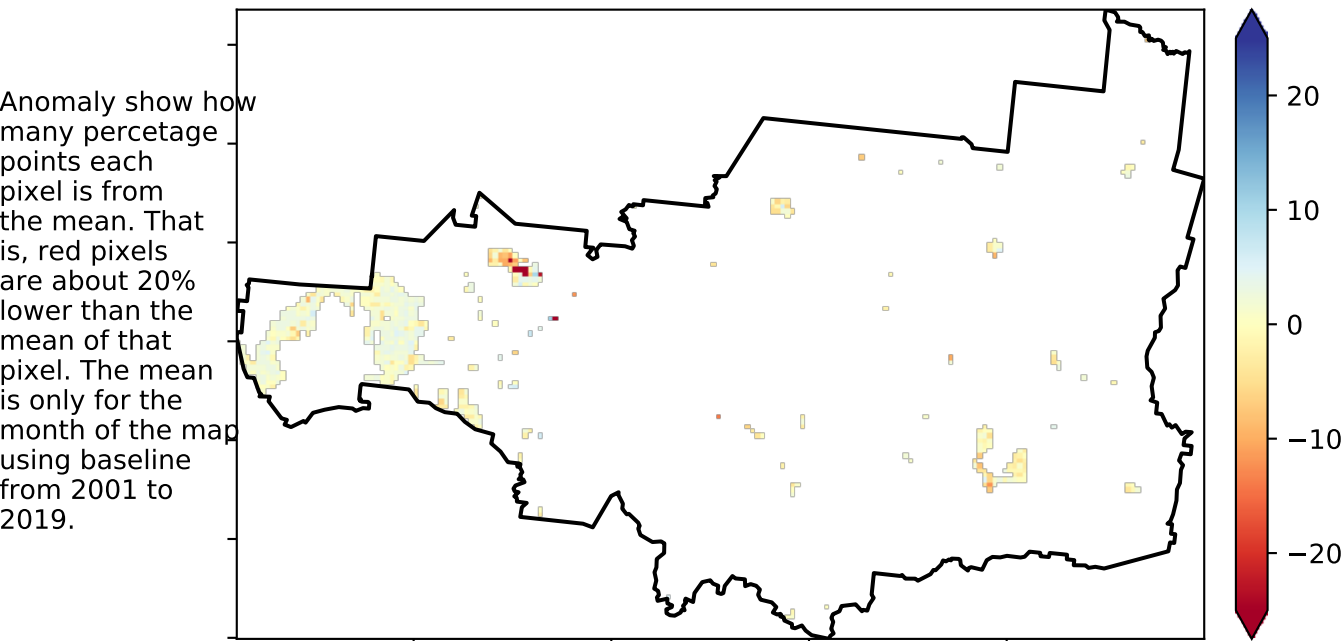 Anomaly show how
many percetage
points each
pixel is from
the mean. That
is, red pixels
are about 20%
lower than the
mean of that
pixel. The mean
is only for the
month of the map
using baseline
from 2001 to
2019.
20
10
0
−10
−20